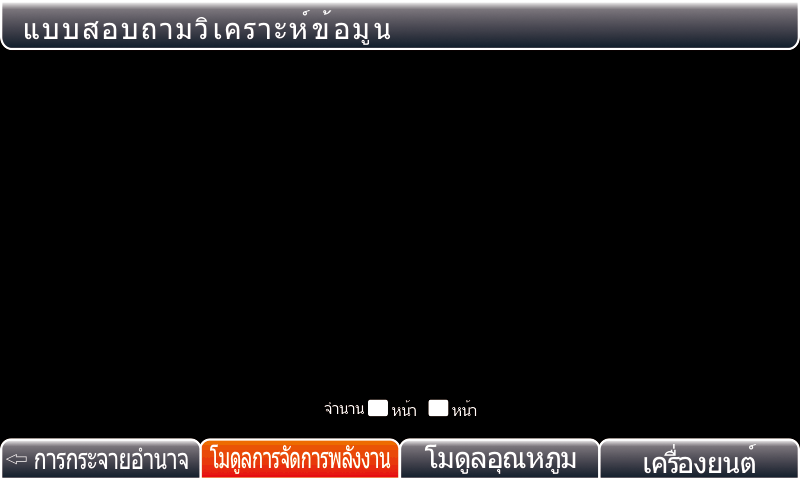 แบบสอบถามวิเคราะห์ข้อมูน
จำนาน หน้า หน้า
การกระจายอำนาจ
โมดูลการจัดการพลังงาน
โมดูลอุณหภูม
เครื่องยนต์